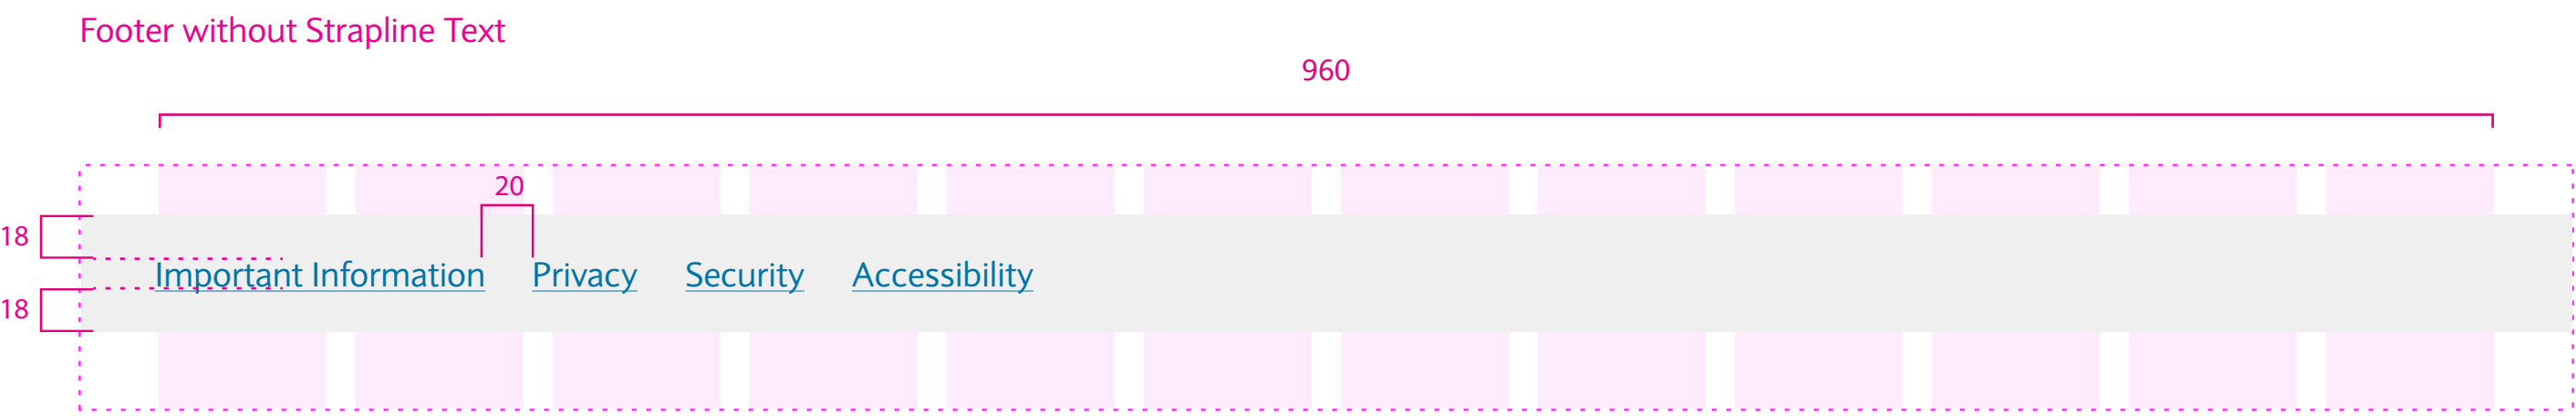 Footer without Strapline Text
960
20
18
Important Information Privacy Security Accessibility
18